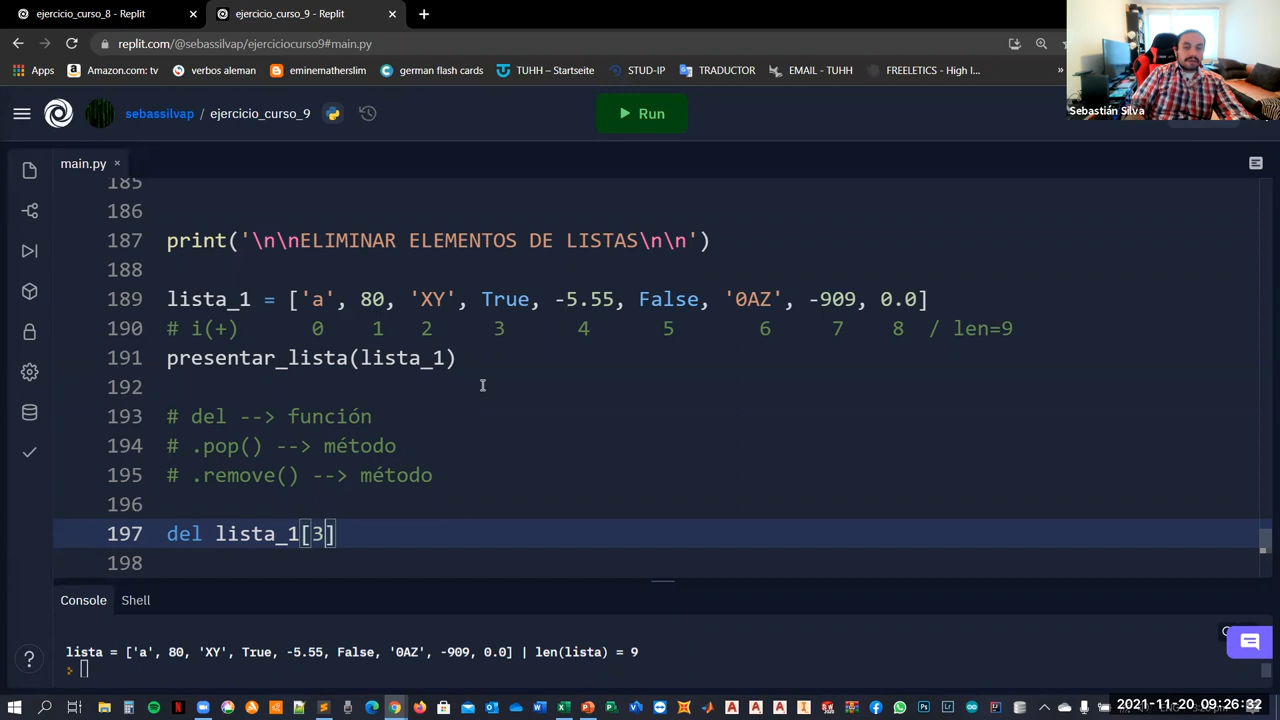 ejercicio_curso_8 - Replit
ejercicio_curso_9 - Replit
replit.com/@sebassilvap/ejerciciocurso9#main.py
Apps
Amazon.com: tv
verbos aleman
eminemathslim
german flashcard
TUHH – Startseite
STUD-IP
TRADUCTOR
EMAIL - TUHH
FREELETICS - High I...
»
Sebastián Silva
sebassilvap / ejercicio_curso_9
Run
main.py
185
186
187 print('\n\nELIMINAR ELEMENTOS DE LISTAS\n\n')
188
189 lista_1 = ['a', 80, 'XY', True, -5.55, False, '0AZ', -909, 0.0]
190 # i(+) 0 1 2 3 4 5 6 7 8 / len=9
191 presentar_lista(lista_1)
192
193 # del --> función
194 # .pop() --> método
195 # .remove() --> método
196
197 del lista_1[3]
198
Console Shell
lista = ['a', 80, 'XY', True, -5.55, False, '0AZ', -909, 0.0] | len(lista) = 9
2021-11-20 09:26:32